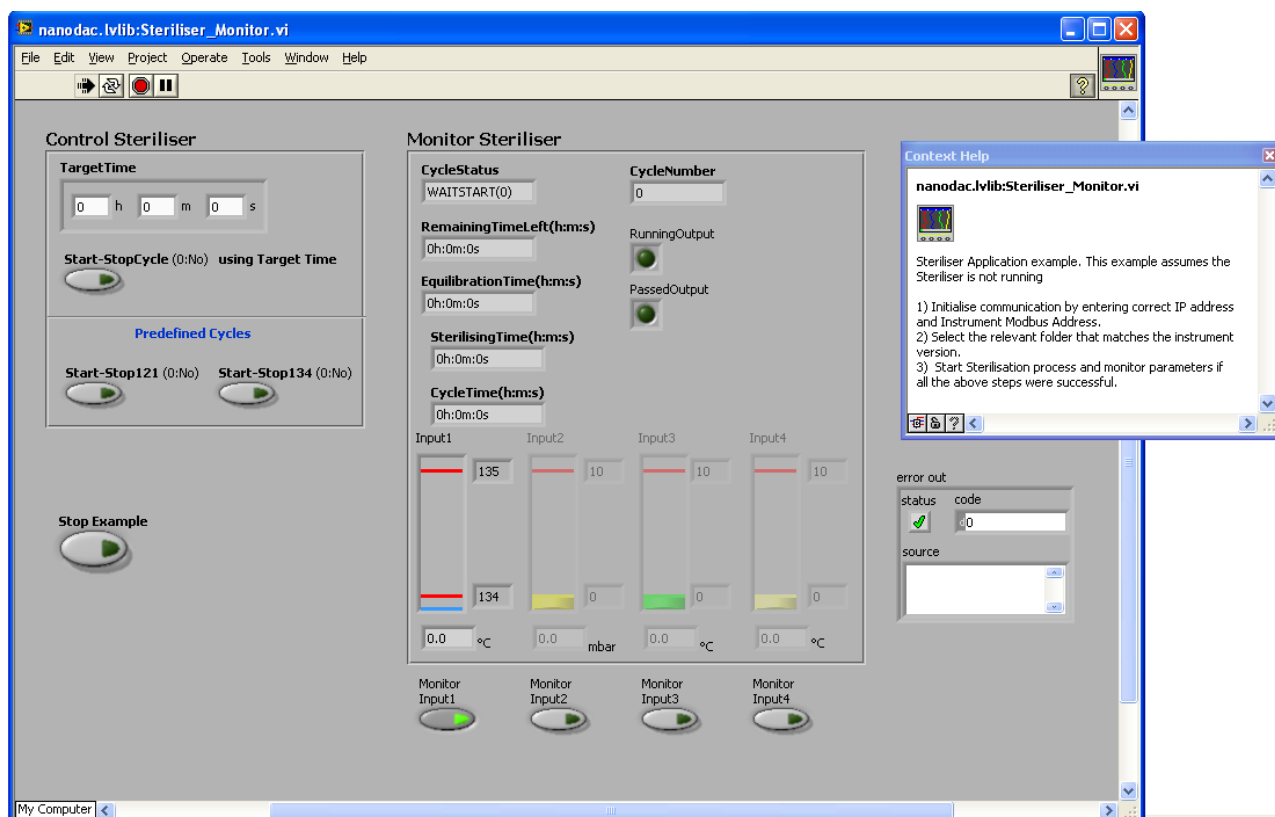 nanodac.lvlib:Steriliser_Monitor.vi
File Edit View Project Operate Tools Window Help
Control Steriliser
TargetTime
0 h 0 m 0 s
Start-StopCycle (0:No) using Target Time
Predefined Cycles
Start-Stop121 (0:No) Start-Stop134 (0:No)
Stop Example
Monitor Steriliser
CycleStatus CycleNumber
WAITSTART(0) 0
RemainingTimeLeft(h:m:s) RunningOutput
0h:0m:0s
EquilibrationTime(h:m:s) PassedOutput
0h:0m:0s
SterilisingTime(h:m:s)
0h:0m:0s
CycleTime(h:m:s)
0h:0m:0s
Input1 Input2 Input3 Input4
135 10 10 10
134 0 0 0
0.0 °C 0.0 mbar 0.0 °C 0.0 °C
Monitor Monitor Monitor Monitor
Input1 Input2 Input3 Input4
Context Help
nanodac.lvlib:Steriliser_Monitor.vi
Steriliser Application example. This example assumes the
Steriliser is not running
1) Initialise communication by entering correct IP address
and Instrument Modbus Address.
2) Select the relevant folder that matches the instrument
version.
3) Start Sterilisation process and monitor parameters if
all the above steps were successful.
error out
status code
d0
source
My Computer